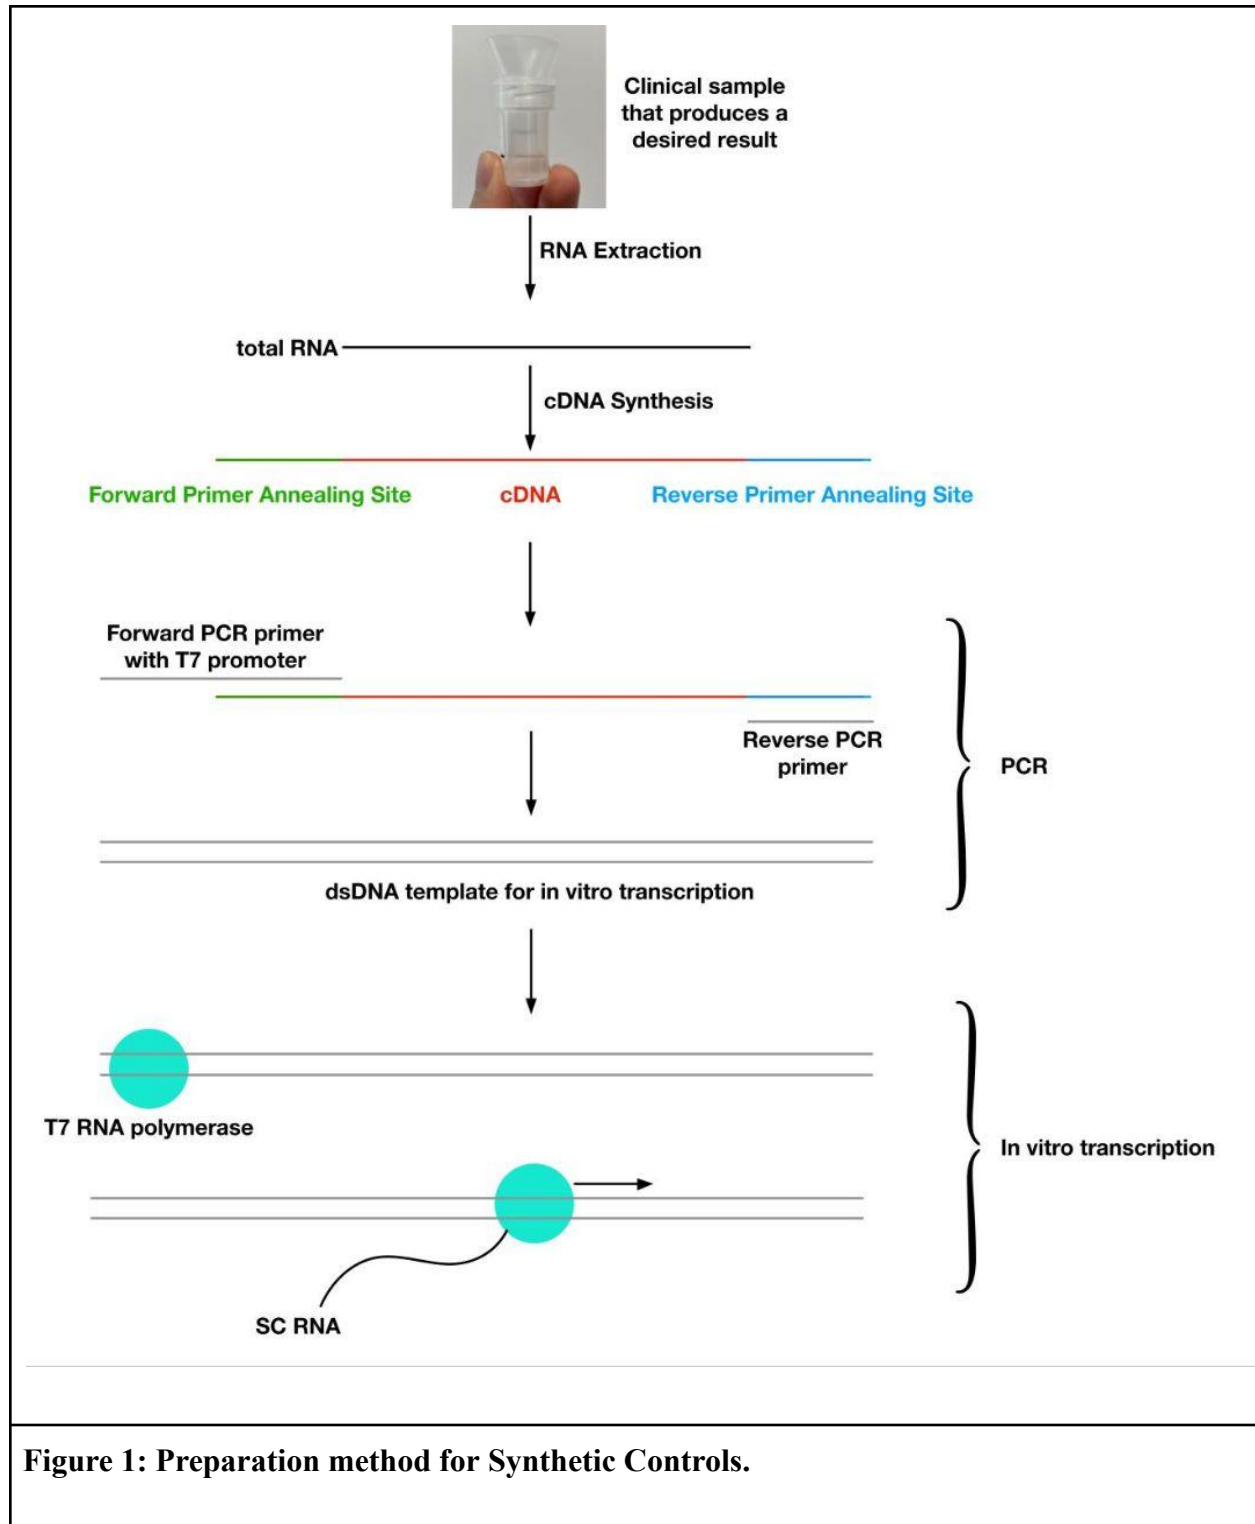 Clinical sample
that produces a
desired result
RNA Extraction
total RNA
cDNA Synthesis
Forward Primer Annealing Site
cDNA
Reverse Primer Annealing Site
Forward PCR primer
with T7 promoter
Reverse PCR
primer
PCR
dsDNA template for in vitro transcription
T7 RNA polymerase
In vitro transcription
SC RNA
Figure 1: Preparation method for Synthetic Controls.